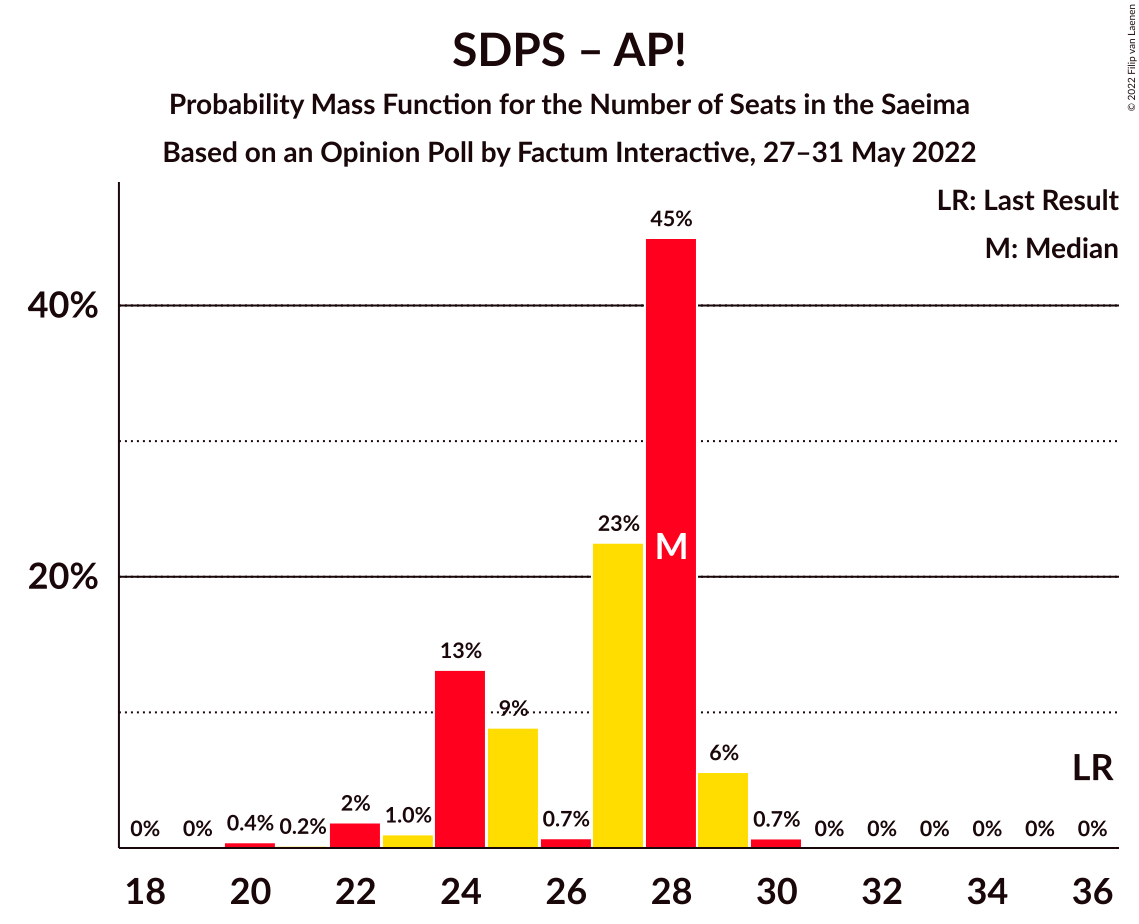 SDPS – AP!
Probability Mass Function for the Number of Seats in the Saeima
Based on an Opinion Poll by Factum Interactive, 27–31 May 2022
© 2022 Filip van Laenen
LR: Last Result
M: Median
45%
40%
23%
M
20%
13%
9%
6%
LR
0% 0% 0.4% 0.2% 2% 1.0% 0.7% 0.7% 0% 0% 0% 0% 0% 0%
18 20 22 24 26 28 30 32 34 36